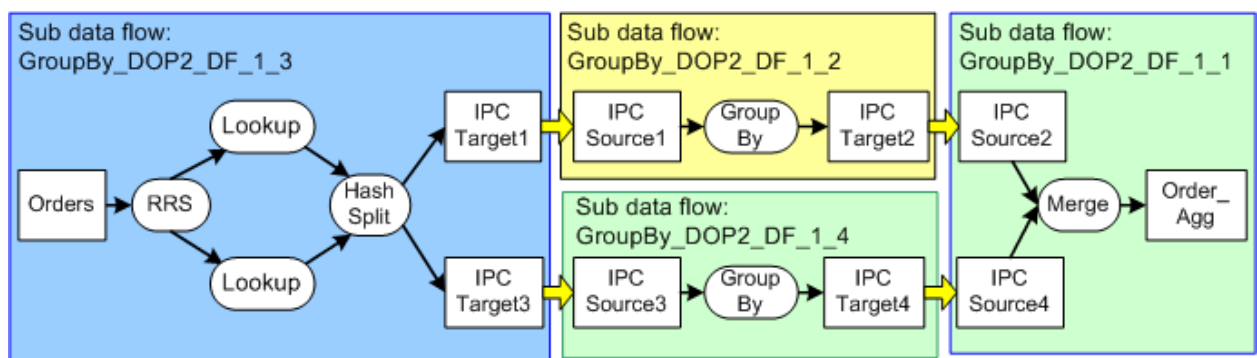 Sub data flow:
GroupBy_DOP2_DF_1_3
Lookup
Orders
RRS
Lookup
Hash
Split
IPC
Target1
IPC
Target3
Sub data flow:
GroupBy_DOP2_DF_1_2
IPC
Source1
Group
By
IPC
Target2
Sub data flow:
GroupBy_DOP2_DF_1_4
IPC
Source3
Group
By
IPC
Target4
Sub data flow:
GroupBy_DOP2_DF_1_1
IPC
Source2
Merge
Order_
Agg
IPC
Source4